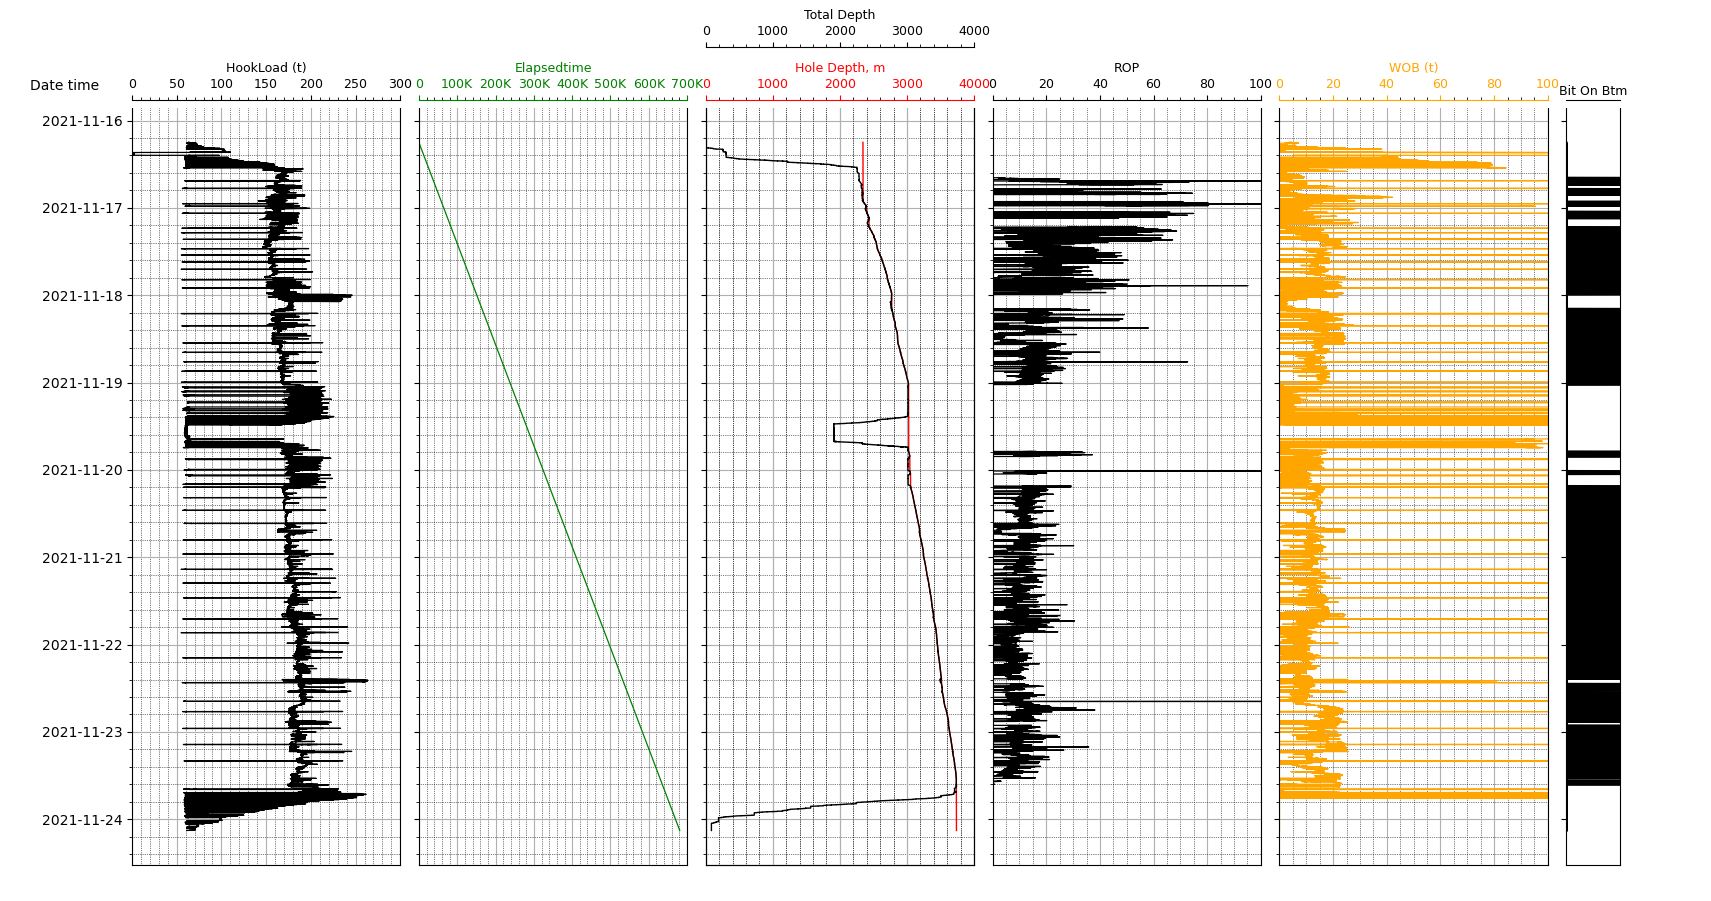 Total Depth
0 1000 2000 3000 4000
HookLoad (t) Elapsedtime Hole Depth, m ROP WOB (t)
Date time 0 50 100 150 200 250 300 0 100K 200K 300K 400K 500K 600K 700K 0 1000 2000 3000 4000 0 20 40 60 80 100 0 20 40 60 80 100 Bit On Btm
2021-11-16
2021-11-17
2021-11-18
2021-11-19
2021-11-20
2021-11-21
2021-11-22
2021-11-23
2021-11-24